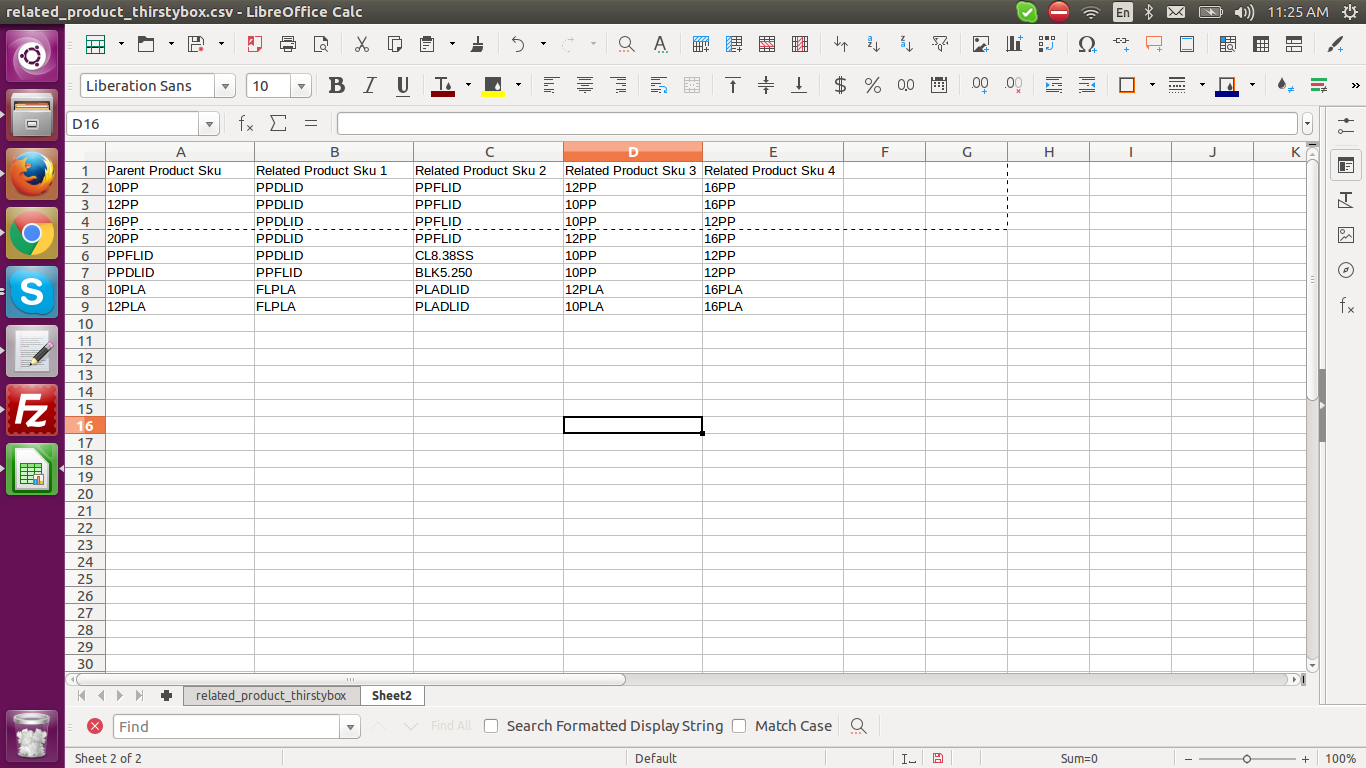 related_product_thirstybox.csv - LibreOffice Calc En 11:25 AM
Liberation Sans 10 B I U $ % 0.0 .00 .00 »
D16 fx Σ =
A B C D E F G H I J K
1 Parent Product Sku Related Product Sku 1 Related Product Sku 2 Related Product Sku 3 Related Product Sku 4
2 10PP PPDLID PPFLID 12PP 16PP
3 12PP PPDLID PPFLID 10PP 16PP
4 16PP PPDLID PPFLID 10PP 12PP
5 20PP PPDLID PPFLID 12PP 16PP
6 PPFLID PPDLID CL8.38SS 10PP 12PP
7 PPDLID PPFLID BLK5.250 10PP 12PP
8 10PLA FLPLA PLADLID 12PLA 16PLA
9 12PLA FLPLA PLADLID 10PLA 16PLA
10
11
12
13
14
15
16
17
18
19
20
21
22
23
24
25
26
27
28
29
30
related_product_thirstybox Sheet2
Find Find All Search Formatted Display String Match Case
Sheet 2 of 2 Default Sum=0 100%